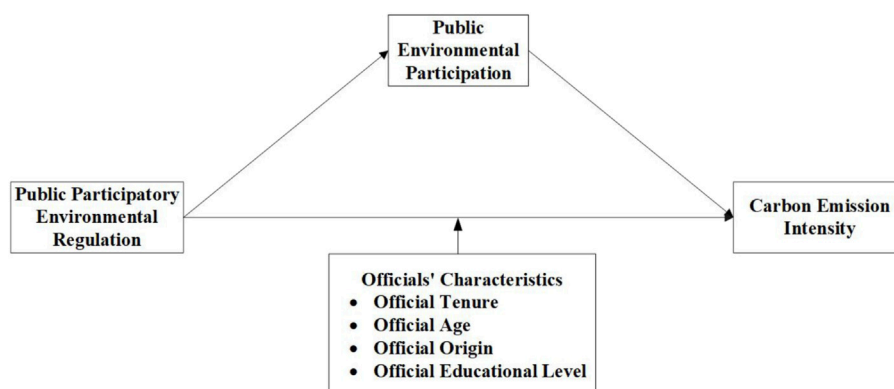 Public
Environmental
Participation
Public Participatory
Environmental
Regulation
Carbon Emission
Intensity
Officials' Characteristics
• Official Tenure
• Official Age
• Official Origin
• Official Educational Level